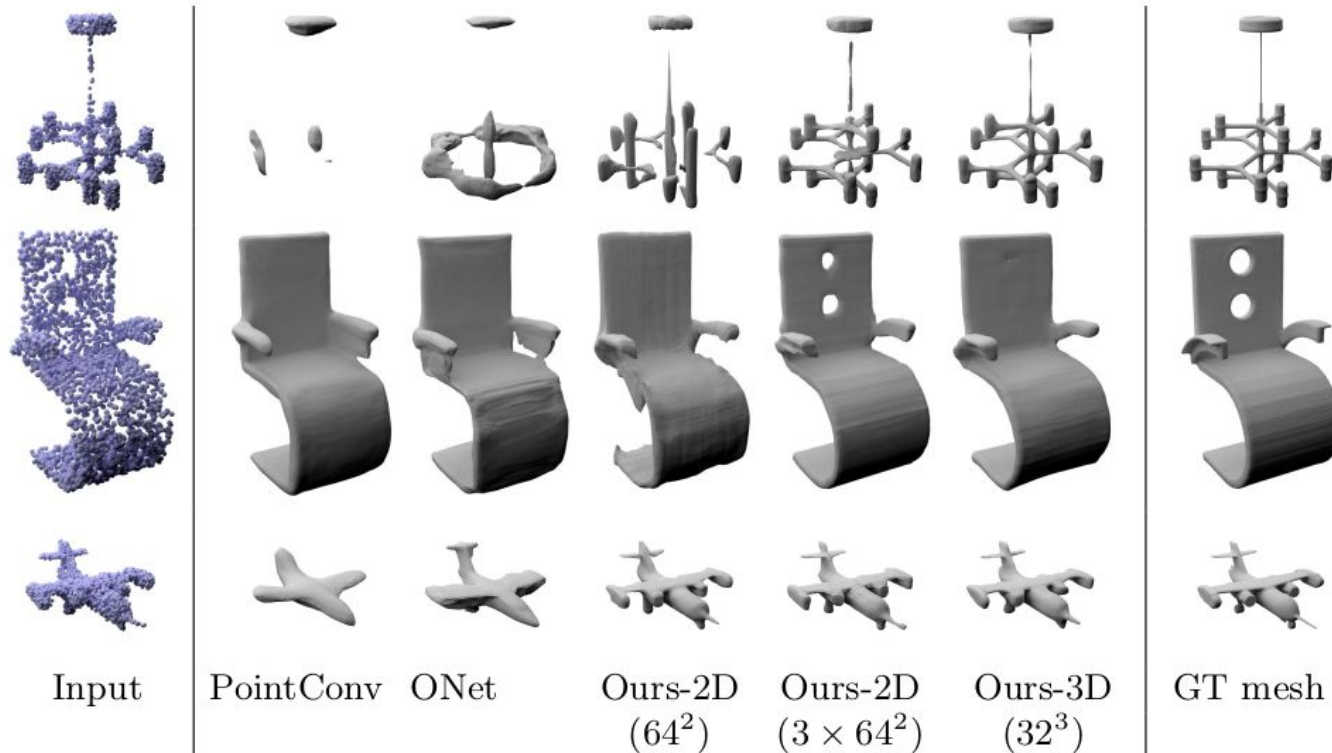 Input PointConv ONet Ours-2D Ours-2D Ours-3D GT mesh
(64²) (3 × 64²) (32³)